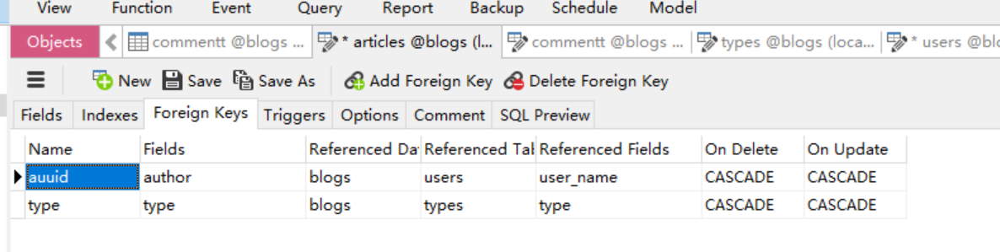 View Function Event Query Report Backup Schedule Model
Objects commentt @blogs ... * articles @blogs (l... commentt @blogs ... types @blogs (loca... * users @blo
New Save Save As Add Foreign Key Delete Foreign Key
Fields Indexes Foreign Keys Triggers Options Comment SQL Preview
Name Fields Referenced Da Referenced Tal Referenced Fields On Delete On Update
auuid author blogs users user_name CASCADE CASCADE
type type blogs types type CASCADE CASCADE